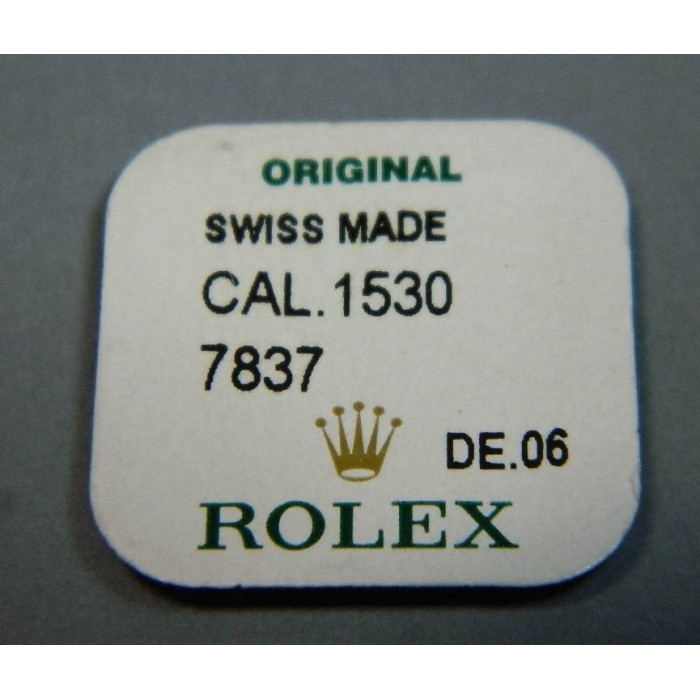 ORIGINAL
SWISS MADE
CAL.1530
7837
DE.06
ROLEX